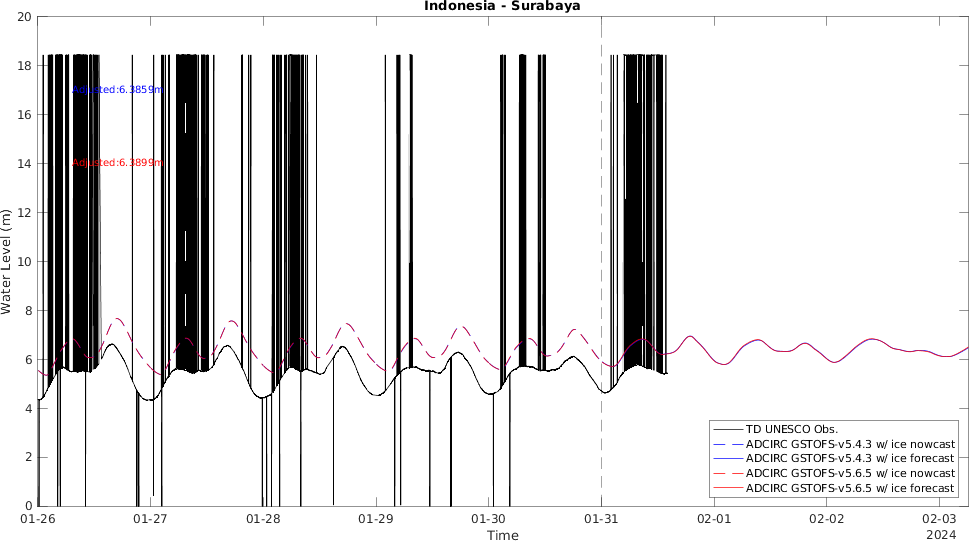 Indonesia - Surabaya
20
18
16
14
12
10
8
6
4
2
0
Water Level (m)
Adjusted:6.3859m
Adjusted:6.3899m
TD UNESCO Obs.
ADCIRC GSTOFS-v5.4.3 w/ ice nowcast
ADCIRC GSTOFS-v5.4.3 w/ ice forecast
ADCIRC GSTOFS-v5.6.5 w/ ice nowcast
ADCIRC GSTOFS-v5.6.5 w/ ice forecast
01-26 01-27 01-28 01-29 01-30 01-31 02-01 02-02 02-03
Time
2024